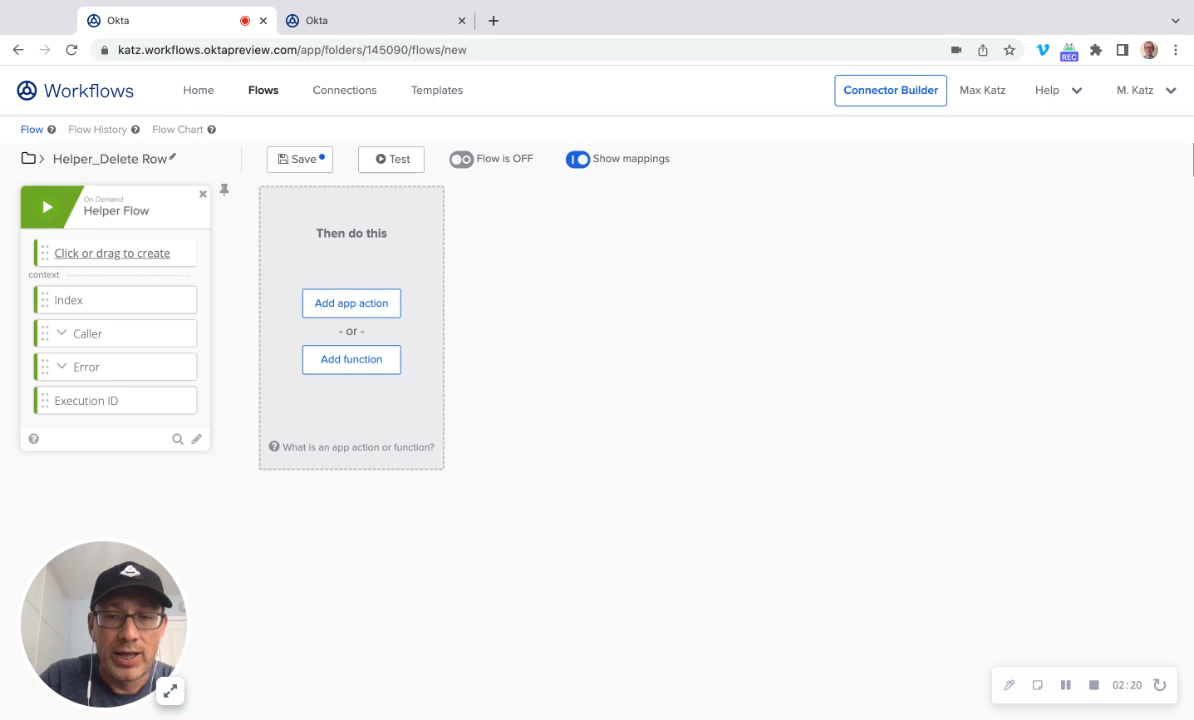 Okta
Okta
katz.workflows.oktapreview.com/app/folders/145090/flows/new
REC
Workflows
Home
Flows
Connections
Templates
Connector Builder
Max Katz
Help
M. Katz
Flow
Flow History
Flow Chart
Helper_Delete Row
Save
Test
Flow is OFF
Show mappings
On Demand
Helper Flow
Click or drag to create
context
Index
Caller
Error
Execution ID
Then do this
Add app action
- or -
Add function
What is an app action or function?
02:20